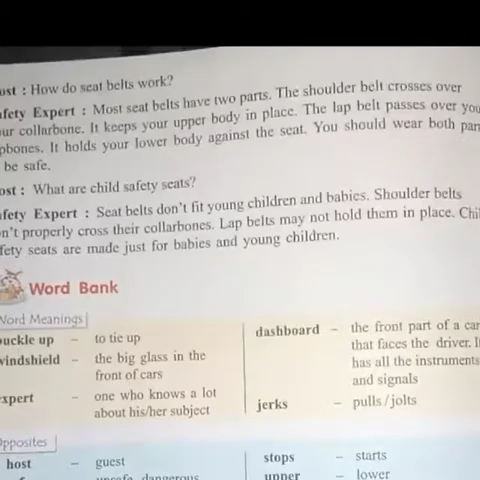 ost : How do seat belts work?
afety Expert : Most seat belts have two parts. The shoulder belt crosses over
ur collarbone. It keeps your upper body in place. The lap belt passes over you
pbones. It holds your lower body against the seat. You should wear both par
be safe.
ost : What are child safety seats?
afety Expert : Seat belts don't fit young children and babies. Shoulder belts
n't properly cross their collarbones. Lap belts may not hold them in place. Chi
fety seats are made just for babies and young children.
Word Bank
Word Meanings
buckle up – to tie up
windshield – the big glass in the
front of cars
expert – one who knows a lot
about his/her subject
dashboard – the front part of a car
that faces the driver. I
has all the instruments
and signals
jerks – pulls/jolts
Opposites
host – guest
unsafe, dangerous
stops – starts
upper – lower